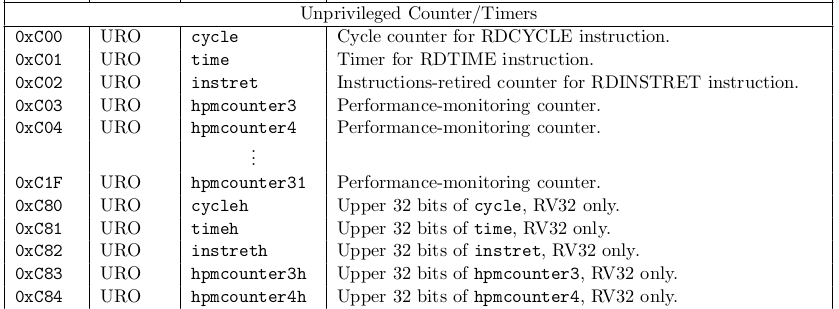 Unprivileged Counter/Timers
0xC00 URO cycle Cycle counter for RDCYCLE instruction.
0xC01 URO time Timer for RDTIME instruction.
0xC02 URO instret Instructions-retired counter for RDINSTRET instruction.
0xC03 URO hpmcounter3 Performance-monitoring counter.
0xC04 URO hpmcounter4 Performance-monitoring counter.
⋮
0xC1F URO hpmcounter31 Performance-monitoring counter.
0xC80 URO cycleh Upper 32 bits of cycle, RV32 only.
0xC81 URO timeh Upper 32 bits of time, RV32 only.
0xC82 URO instreth Upper 32 bits of instret, RV32 only.
0xC83 URO hpmcounter3h Upper 32 bits of hpmcounter3, RV32 only.
0xC84 URO hpmcounter4h Upper 32 bits of hpmcounter4, RV32 only.